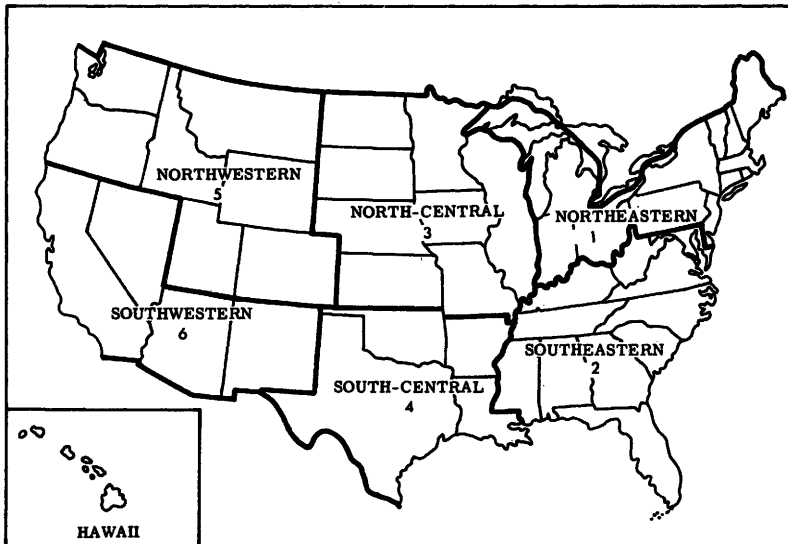 NORTHWESTERN
5
NORTH-CENTRAL
3
NORTHEASTERN
1
SOUTHWESTERN
6
SOUTHEASTERN
2
SOUTH-CENTRAL
4
HAWAII